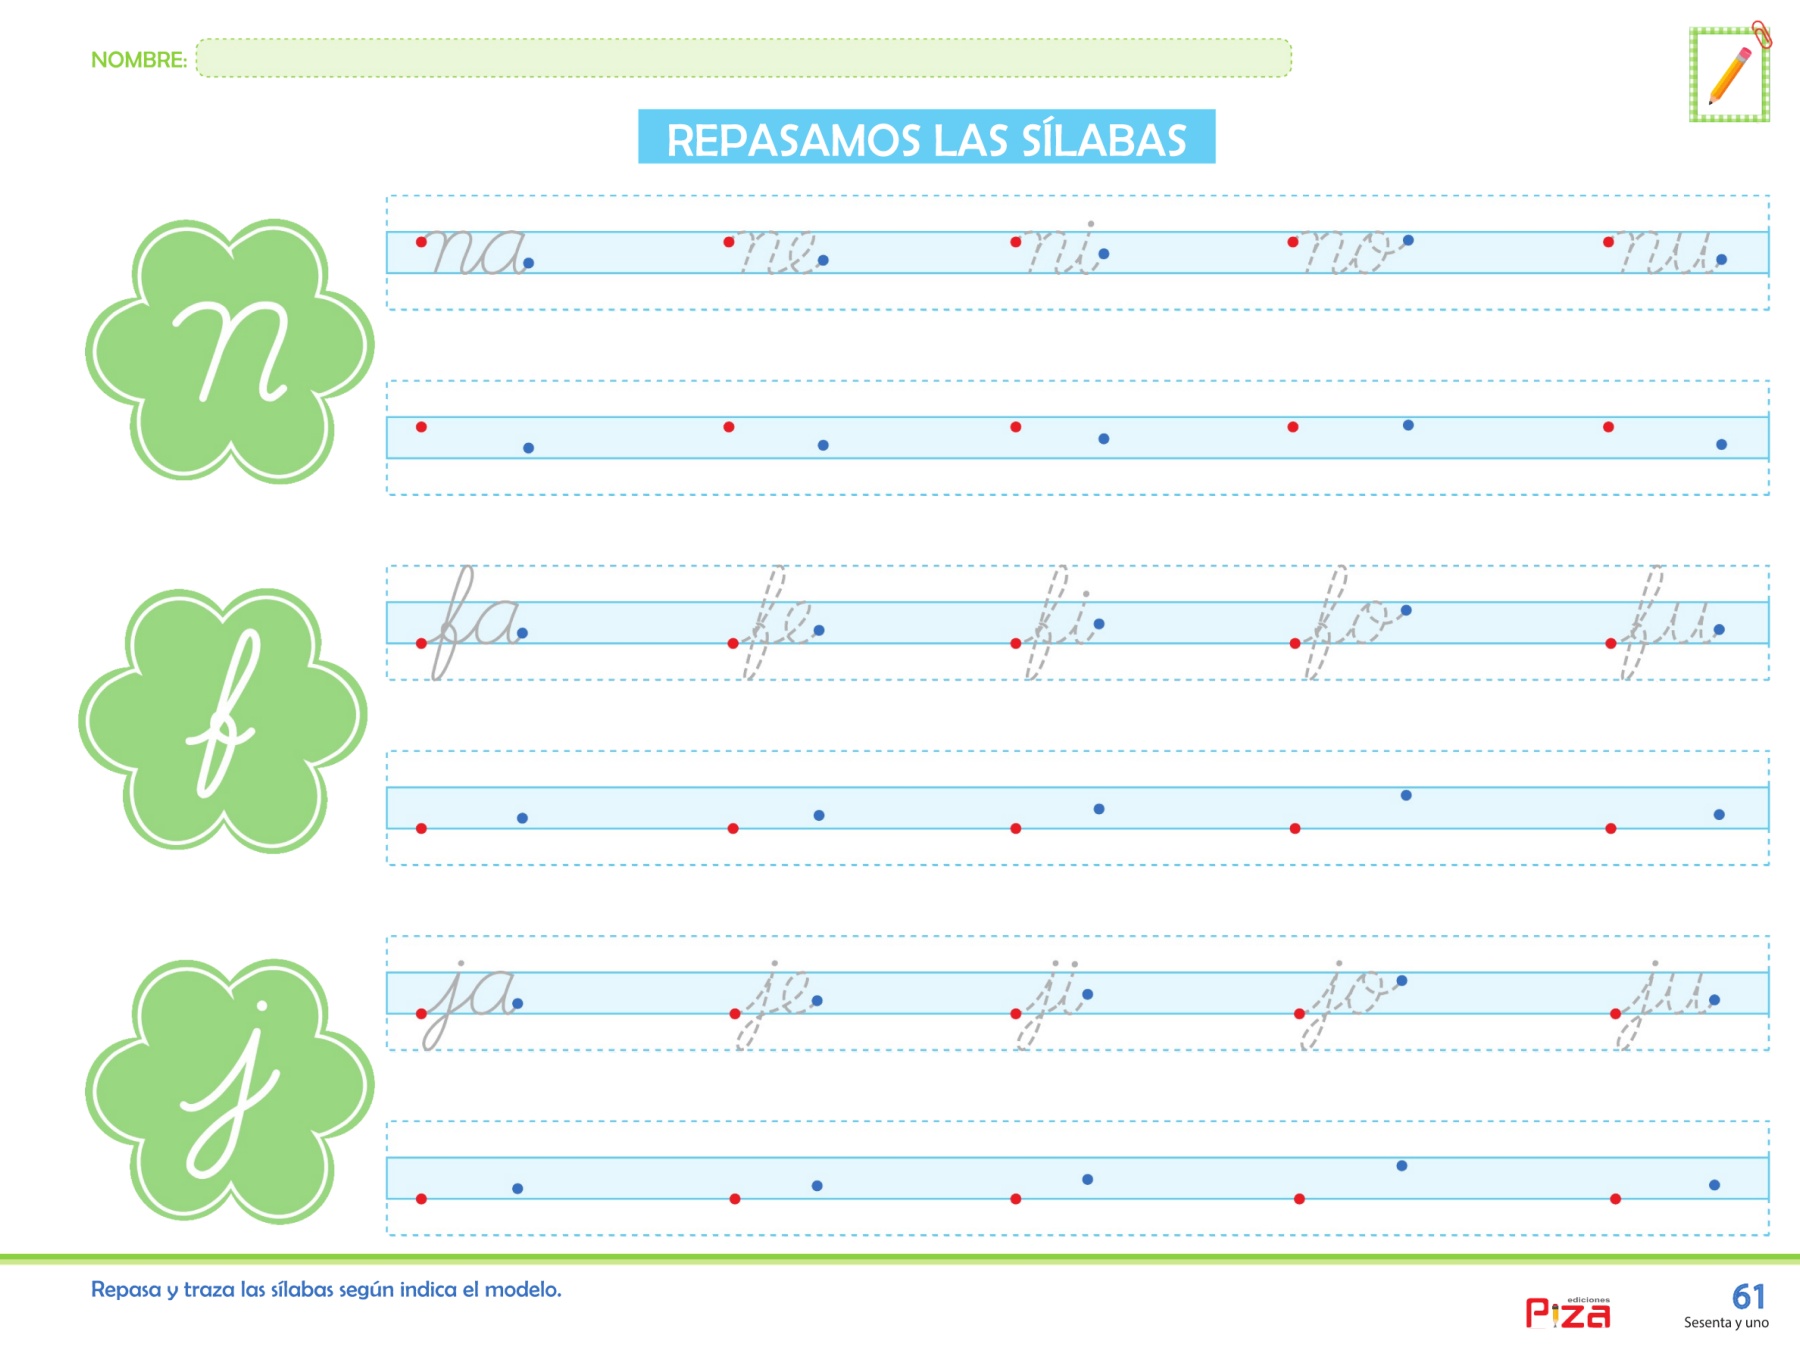 NOMBRE:
REPASAMOS LAS SÍLABAS
n
na ne ni no nu
f
fa fe fi fo fu
j
ja je ji jo ju
Repasa y traza las sílabas según indica el modelo.
ediciones
Piza
61
Sesenta y uno